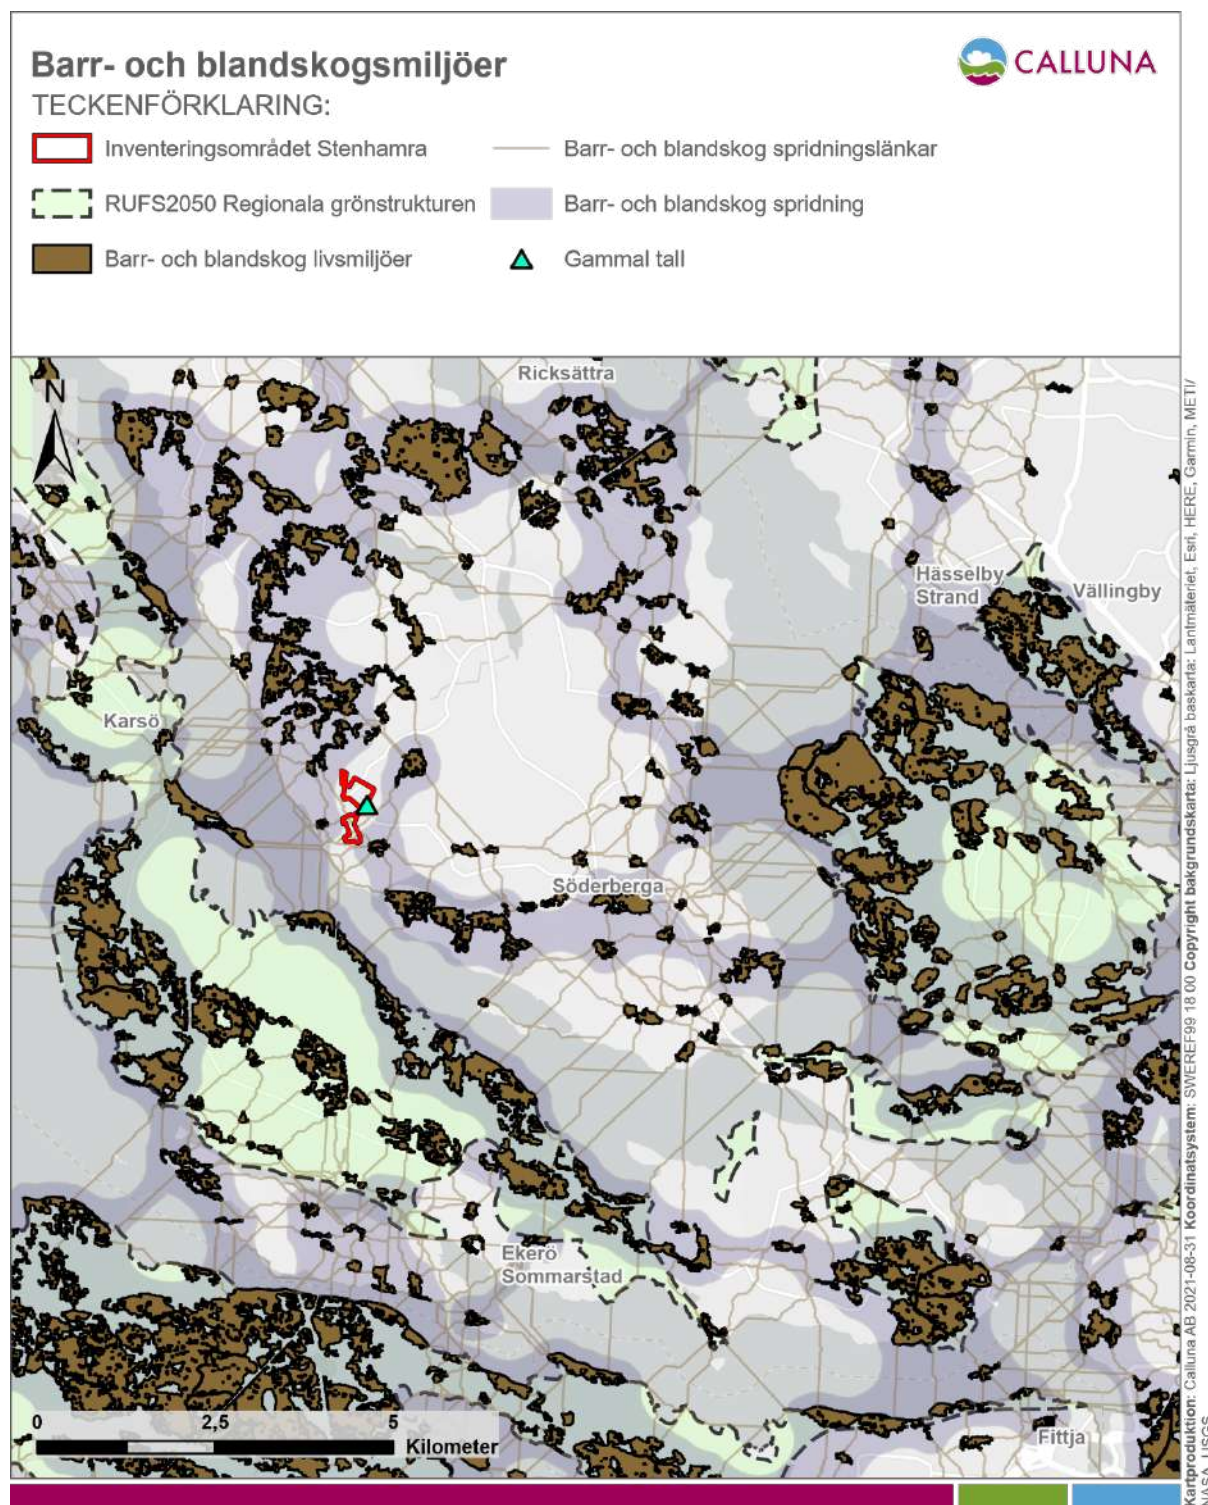 Barr- och blandskogsmiljöer
CALLUNA
TECKENFÖRKLARING:
Inventeringsområdet Stenhamra
Barr- och blandskog spridningslänkar
RUFS2050 Regionala grönstrukturen
Barr- och blandskog spridning
Barr- och blandskog livsmiljöer
Gammal tall
N
Ricksättra
Hässelby
Strand
Vällingby
Karsö
Söderberga
Ekerö
Sommarstad
Fittja
0 2,5 5
Kilometer
Kartproduktion: Calluna AB 2021-08-31 Koordinatsystem: SWEREF99 18 00 Copyright bakgrundskarta: Ljusgrå baskarta: Lantmäteriet, Esri, HERE, Garmin, METI/
NASA, USGS